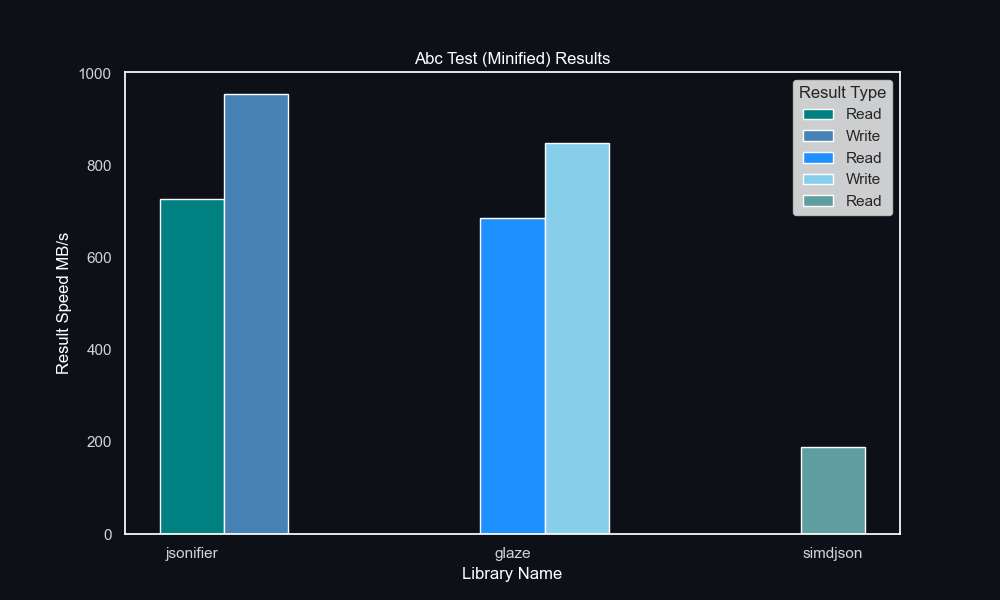 Abc Test (Minified) Results
1000
800
600
400
200
0
Result Speed MB/s
Result Type
Read
Write
Read
Write
Read
jsonifier
glaze
simdjson
Library Name